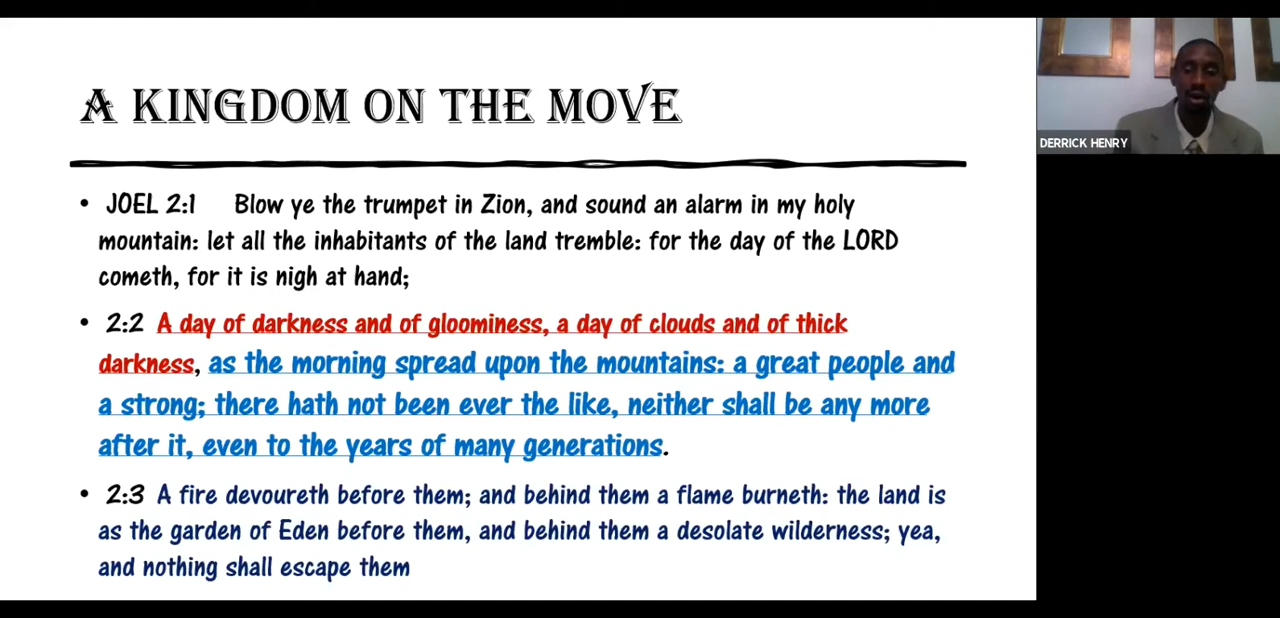 A KINGDOM ON THE MOVE
DERRICK HENRY
• JOEL 2:1 Blow ye the trumpet in Zion, and sound an alarm in my holy
mountain: let all the inhabitants of the land tremble: for the day of the LORD
cometh, for it is nigh at hand;
• 2:2 A day of darkness and of gloominess, a day of clouds and of thick
darkness, as the morning spread upon the mountains: a great people and
a strong; there hath not been ever the like, neither shall be any more
after it, even to the years of many generations.
• 2:3 A fire devoureth before them; and behind them a flame burneth: the land is
as the garden of Eden before them, and behind them a desolate wilderness; yea,
and nothing shall escape them